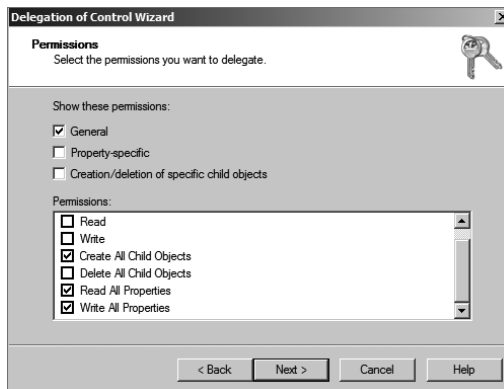 Delegation of Control Wizard
Permissions
Select the permissions you want to delegate.
Show these permissions:
General
Property-specific
Creation/deletion of specific child objects
Permissions:
Read
Write
Create All Child Objects
Delete All Child Objects
Read All Properties
Write All Properties
< Back Next > Cancel Help